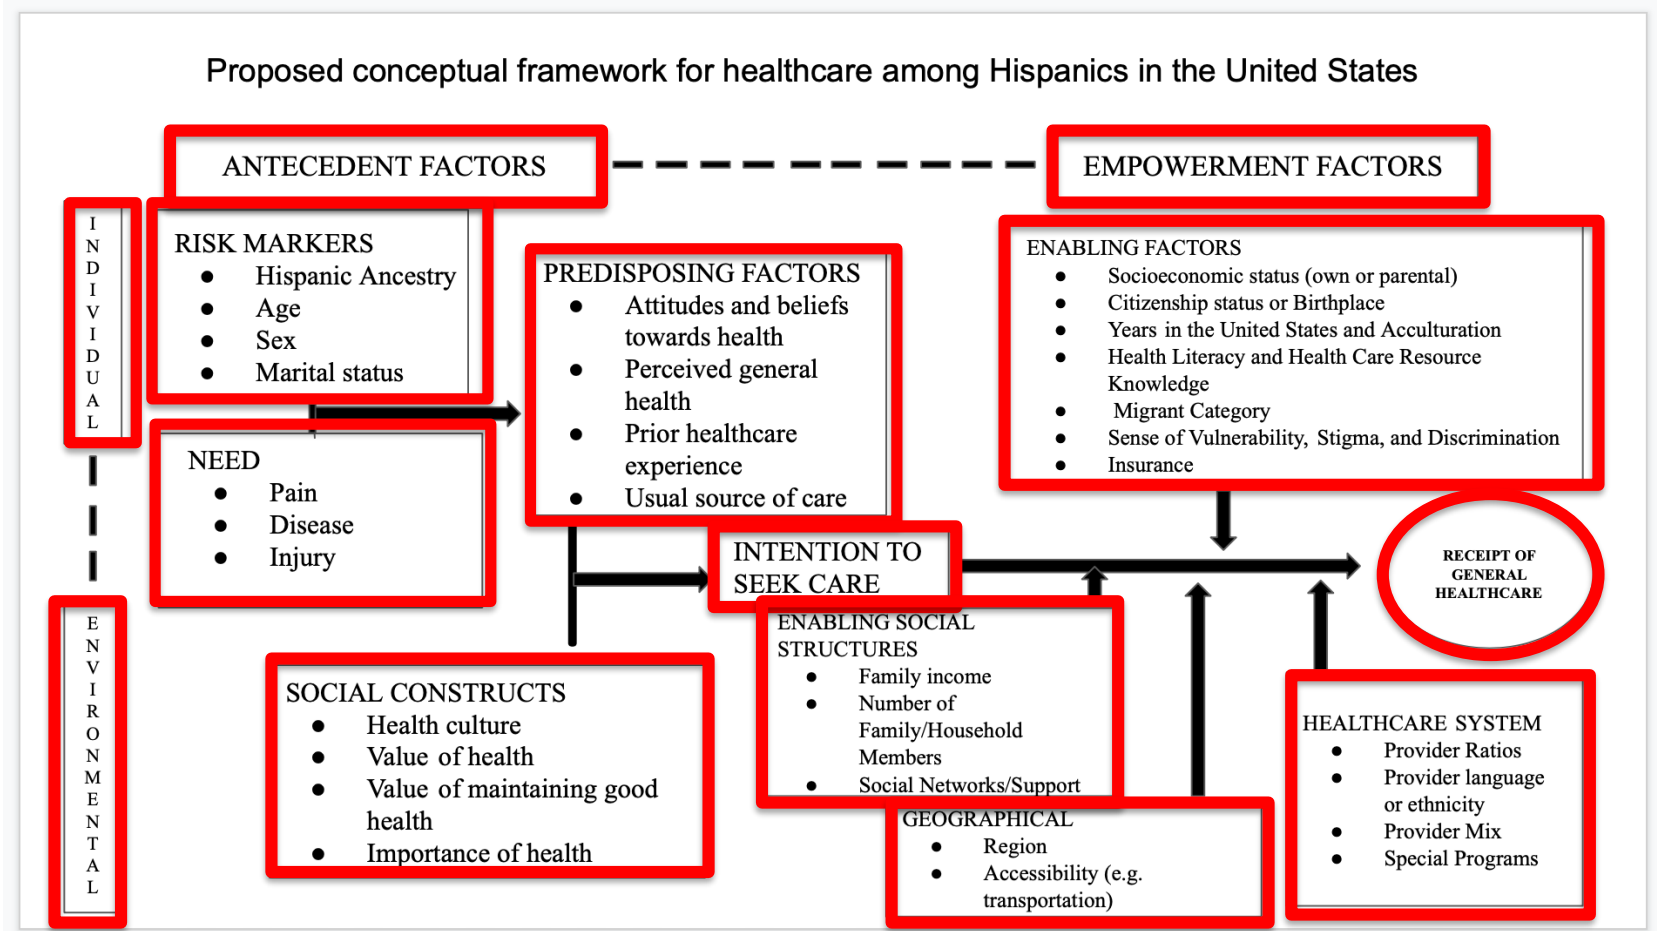 Proposed conceptual framework for healthcare among Hispanics in the United States
ANTECEDENT FACTORS
EMPOWERMENT FACTORS
INDIVIDUAL
RISK MARKERS
● Hispanic Ancestry
● Age
● Sex
● Marital status
NEED
● Pain
● Disease
● Injury
PREDISPOSING FACTORS
● Attitudes and beliefs
towards health
● Perceived general
health
● Prior healthcare
experience
● Usual source of care
ENABLING FACTORS
● Socioeconomic status (own or parental)
● Citizenship status or Birthplace
● Years in the United States and Acculturation
● Health Literacy and Health Care Resource
Knowledge
● Migrant Category
● Sense of Vulnerability, Stigma, and Discrimination
● Insurance
INTENTION TO
SEEK CARE
RECEIPT OF
GENERAL
HEALTHCARE
ENVIRONMENTAL
SOCIAL CONSTRUCTS
● Health culture
● Value of health
● Value of maintaining good
health
● Importance of health
ENABLING SOCIAL
STRUCTURES
● Family income
● Number of
Family/Household
Members
● Social Networks/Support
GEOGRAPHICAL
● Region
● Accessibility (e.g.
transportation)
HEALTHCARE SYSTEM
● Provider Ratios
● Provider language
or ethnicity
● Provider Mix
● Special Programs